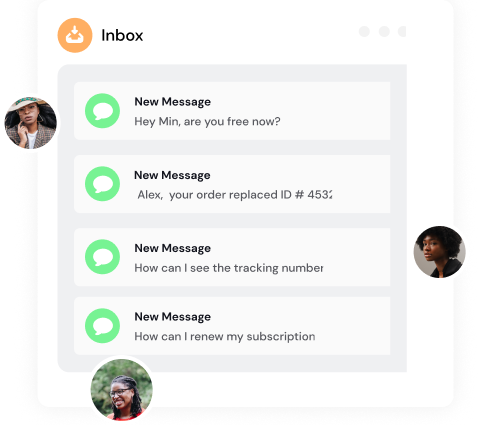 Inbox
New Message
Hey Min, are you free now?
New Message
Alex, your order replaced ID # 4532
New Message
How can I see the tracking number
New Message
How can I renew my subscription